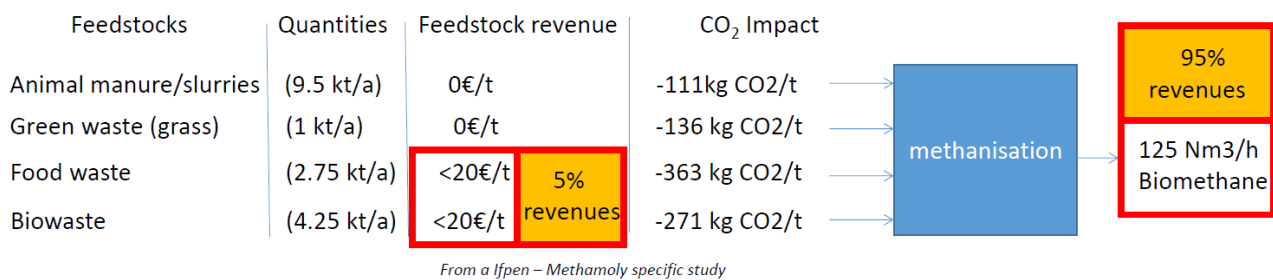 Feedstocks Quantities Feedstock revenue CO₂ Impact
Animal manure/slurries (9.5 kt/a) 0€/t -111kg CO2/t
Green waste (grass) (1 kt/a) 0€/t -136 kg CO2/t
Food waste (2.75 kt/a) <20€/t -363 kg CO2/t
Biowaste (4.25 kt/a) <20€/t -271 kg CO2/t
5%
revenues
methanisation
95%
revenues
125 Nm3/h
Biomethane
From a Ifpen – Methamoly specific study